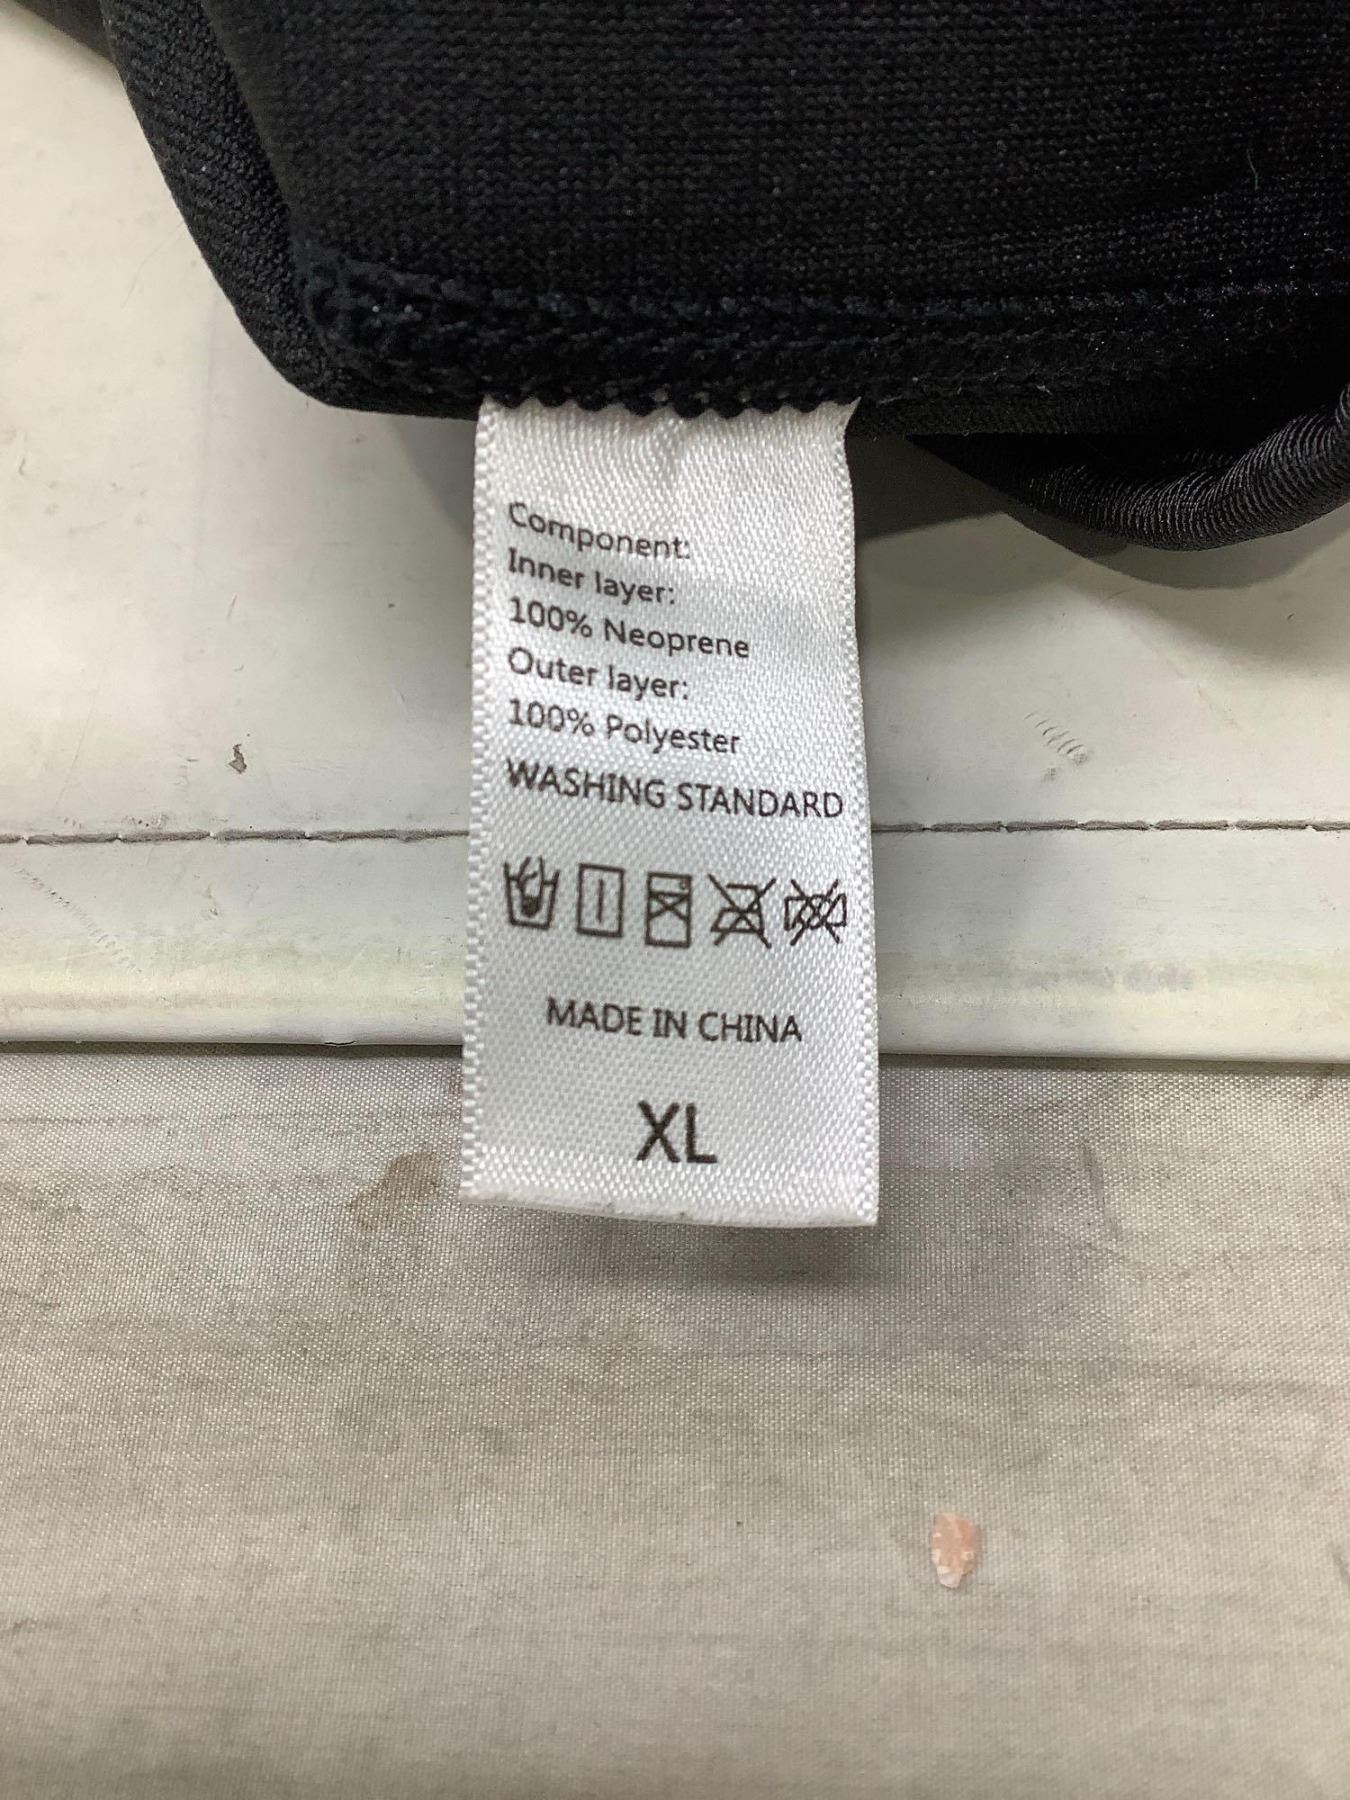 Component:
Inner layer:
100% Neoprene
Outer layer:
100% Polyester
WASHING STANDARD
MADE IN CHINA
XL